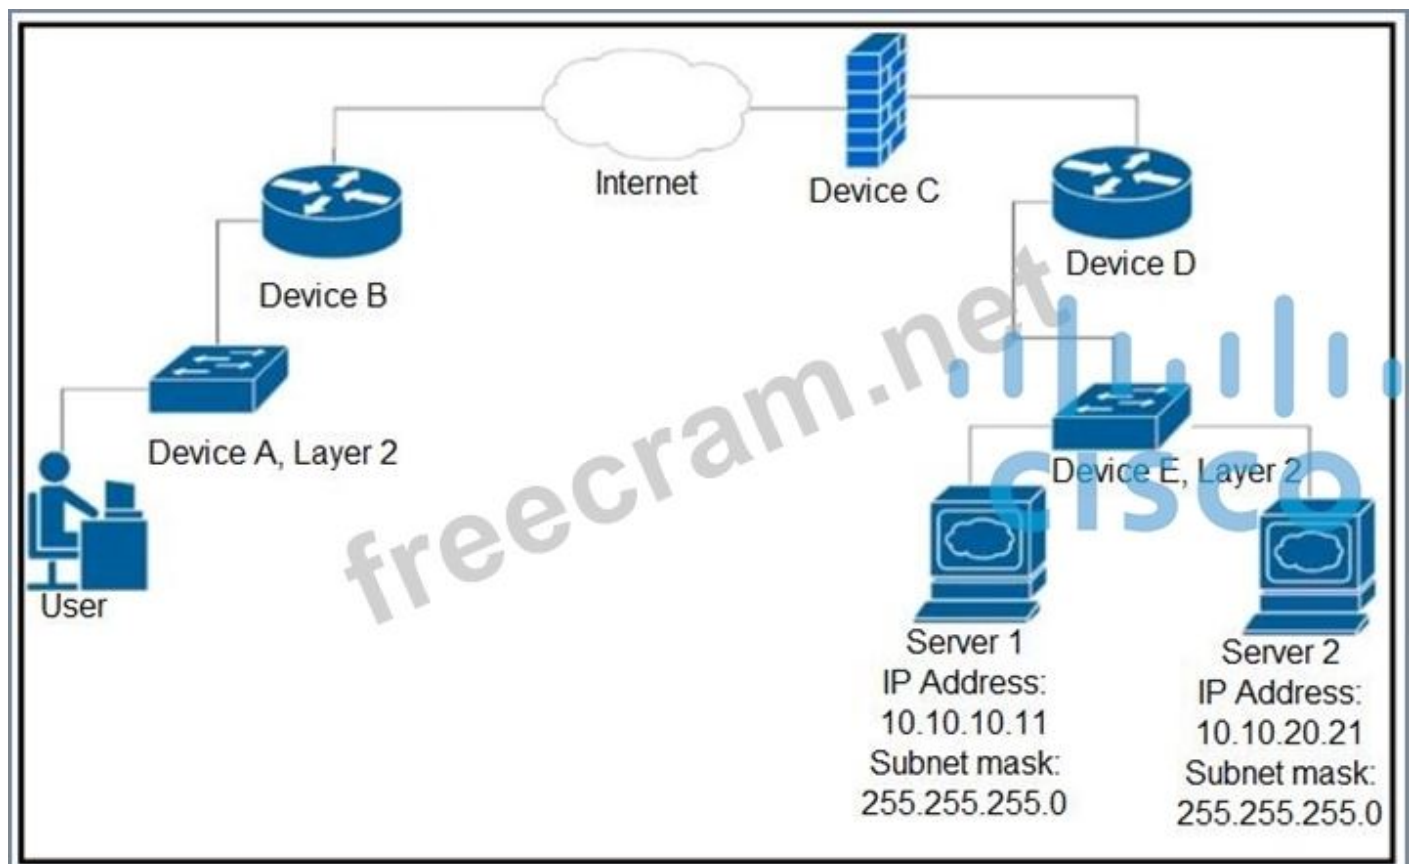 Internet
Device C
Device B
Device D
Device A, Layer 2
Device E, Layer 2
User
Server 1
IP Address:
10.10.10.11
Subnet mask:
255.255.255.0
Server 2
IP Address:
10.10.20.21
Subnet mask:
255.255.255.0
freecram.net
cisco